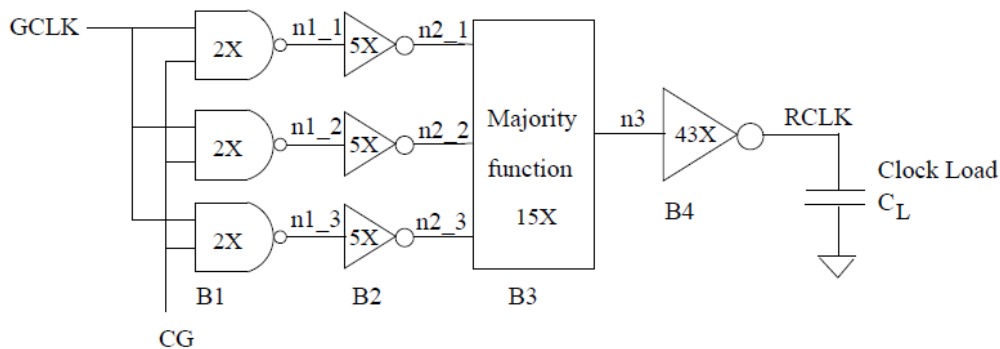 GCLK
2X
n1_1
5X
n2_1
2X
n1_2
5X
n2_2
2X
n1_3
5X
n2_3
Majority
function
15X
n3
43X
RCLK
Clock Load
CL
B1
B2
B3
B4
CG